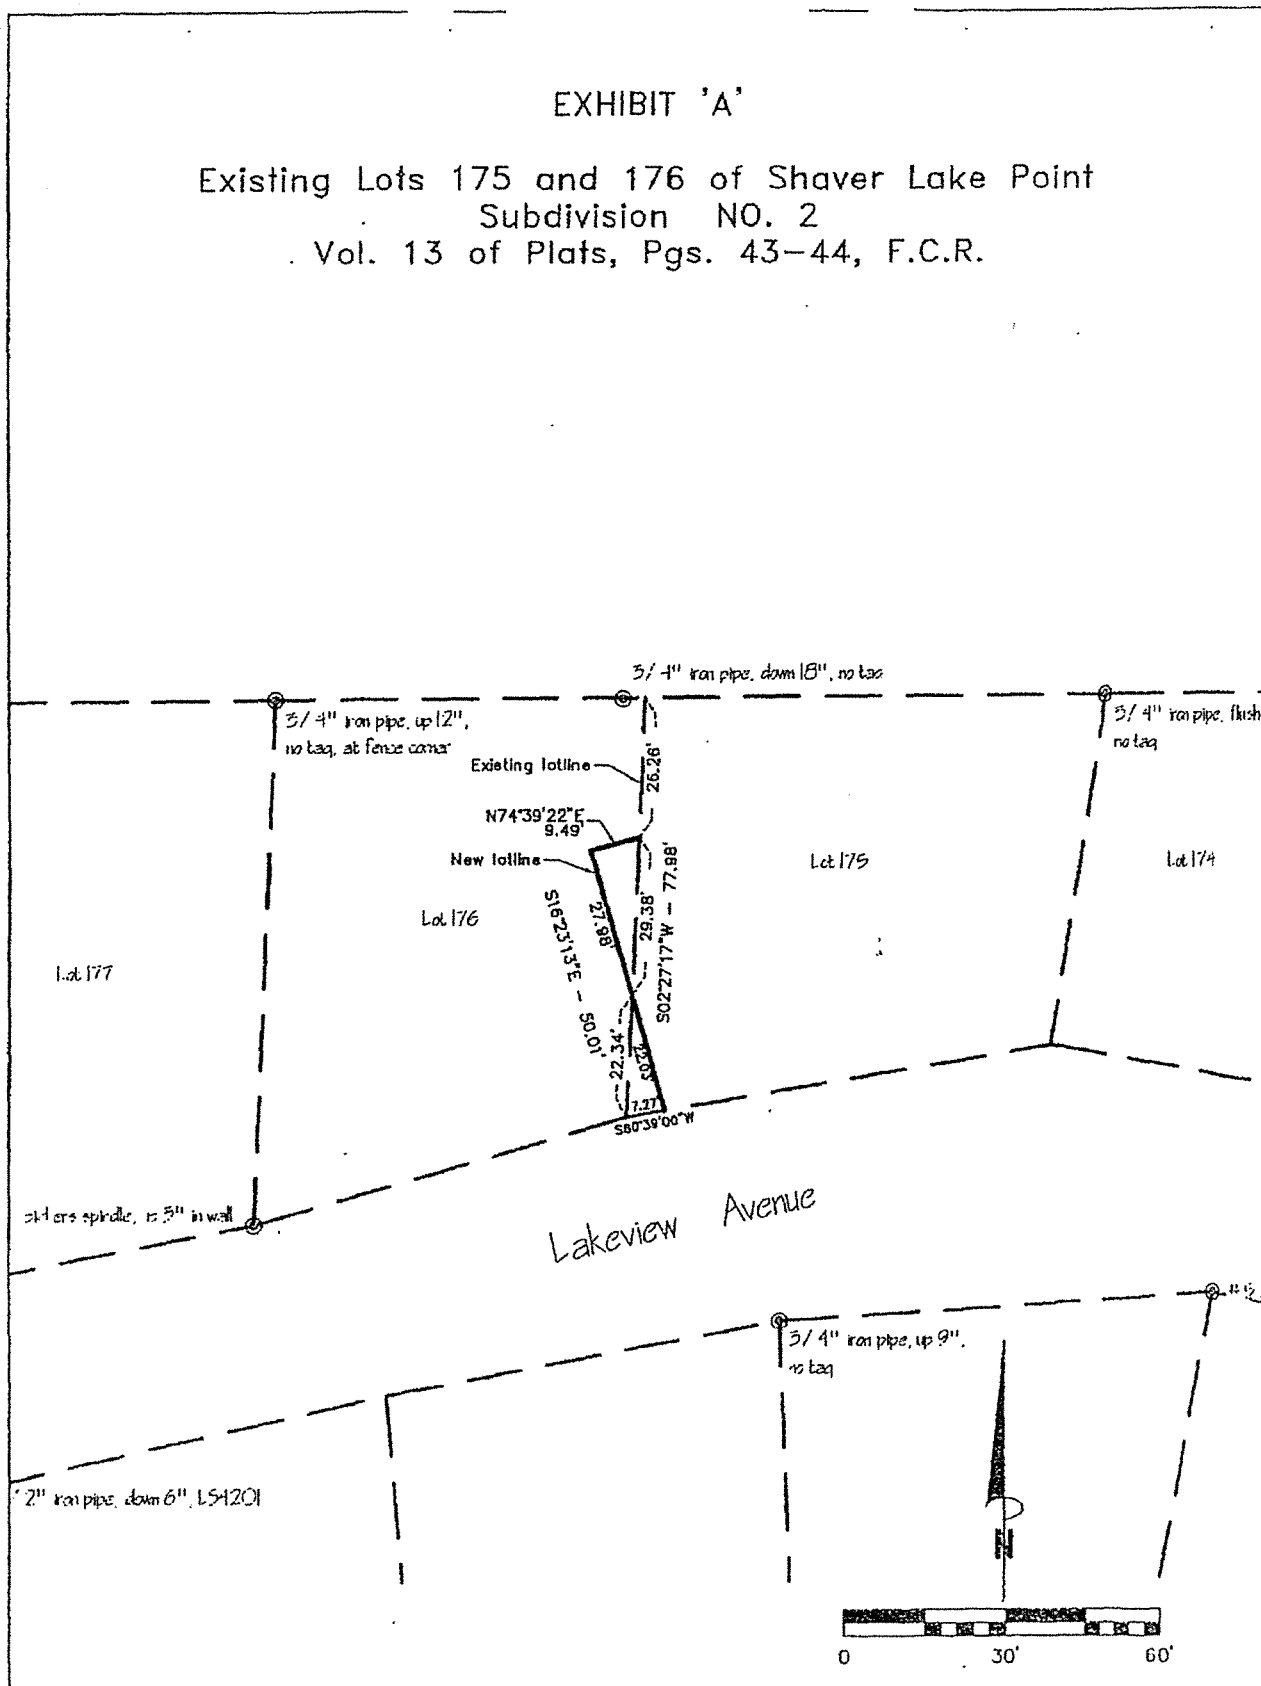 EXHIBIT 'A'
Existing Lots 175 and 176 of Shaver Lake Point
Subdivision NO. 2
Vol. 13 of Plats, Pgs. 43-44, F.C.R.
3/4" iron pipe, down 18", no tag
3/4" iron pipe, up 12",
no tag, at fence corner
3/4" iron pipe, flush
no tag
Existing lotline
26.26'
N74°39'22"E
9.49'
New lotline
Lot 175
Lot 174
Lot 176
Lot 177
27.98'
29.38'
S02°27'17"W - 77.98'
S16°23'13"E - 50.01'
22.34'
7.27'
S80°39'00"W
spindle, is 3" in wall
Lakeview Avenue
3/4" iron pipe, up 9",
no tag
2" iron pipe, down 6", LS4201
N
0 30' 60'